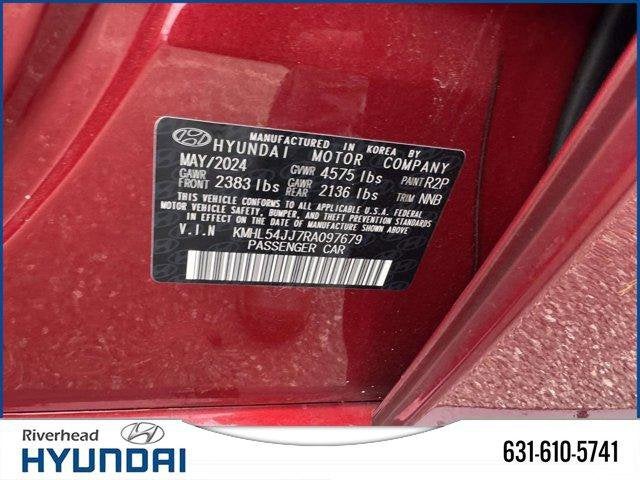 MANUFACTURED IN KOREA BY
HYUNDAI MOTOR COMPANY
MAY/2024 GVWR 4575 lbs PAINT R2P
GAWR FRONT 2383 lbs GAWR REAR 2136 lbs TRIM NNB
THIS VEHICLE CONFORMS TO ALL APPLICABLE U.S.A. FEDERAL
MOTOR VEHICLE SAFETY, BUMPER, AND THEFT PREVENTION STANDARDS
IN EFFECT ON THE DATE OF MANUFACTURE SHOWN ABOVE.
V.I.N KMHL54JJ7RA097679
PASSENGER CAR
Riverhead
HYUNDAI
631-610-5741